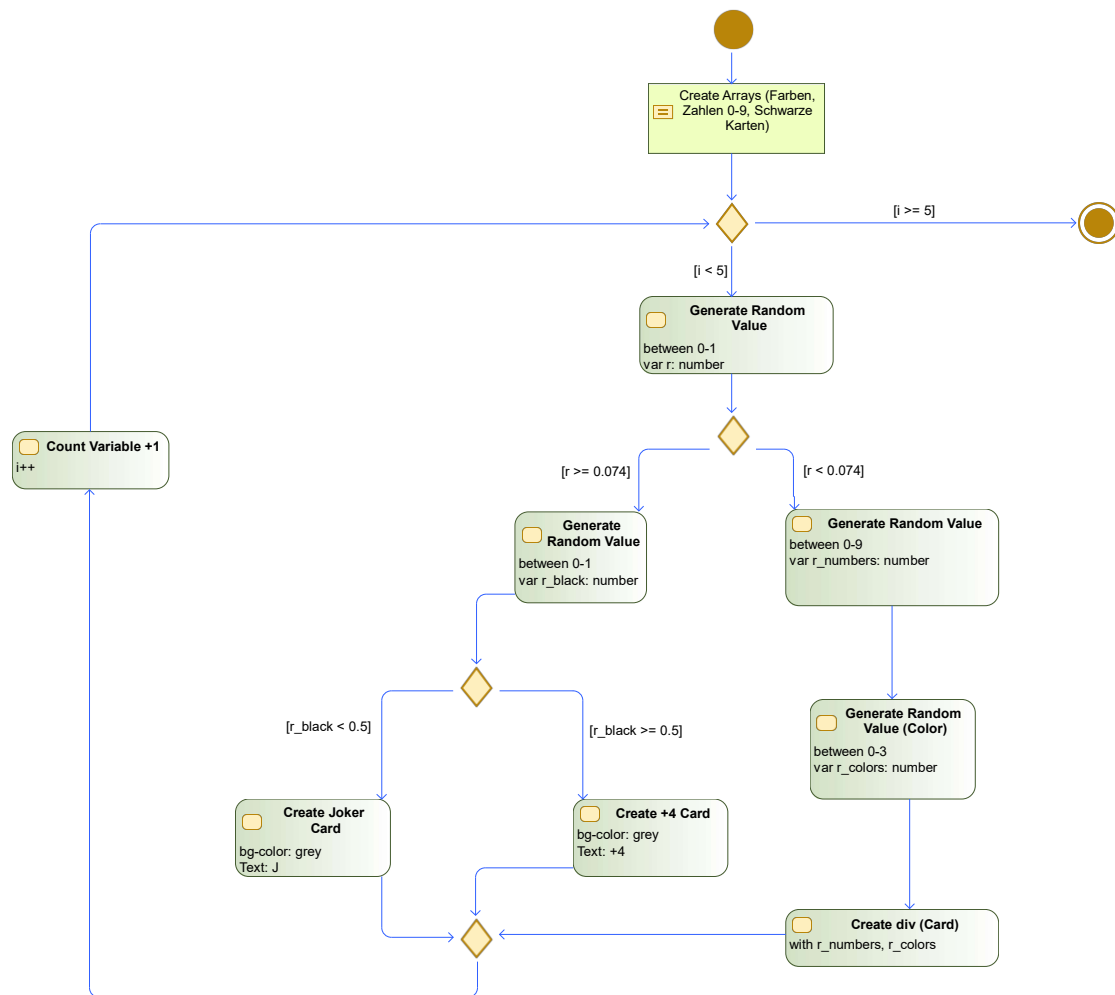 Create Arrays (Farben,
Zahlen 0-9, Schwarze
Karten)
[i >= 5]
[i < 5]
Generate Random
Value
between 0-1
var r: number
Count Variable +1
i++
[r >= 0.074]
[r < 0.074]
Generate
Random Value
between 0-1
var r_black: number
Generate Random Value
between 0-9
var r_numbers: number
[r_black < 0.5]
[r_black >= 0.5]
Generate Random
Value (Color)
between 0-3
var r_colors: number
Create Joker
Card
bg-color: grey
Text: J
Create +4 Card
bg-color: grey
Text: +4
Create div (Card)
with r_numbers, r_colors